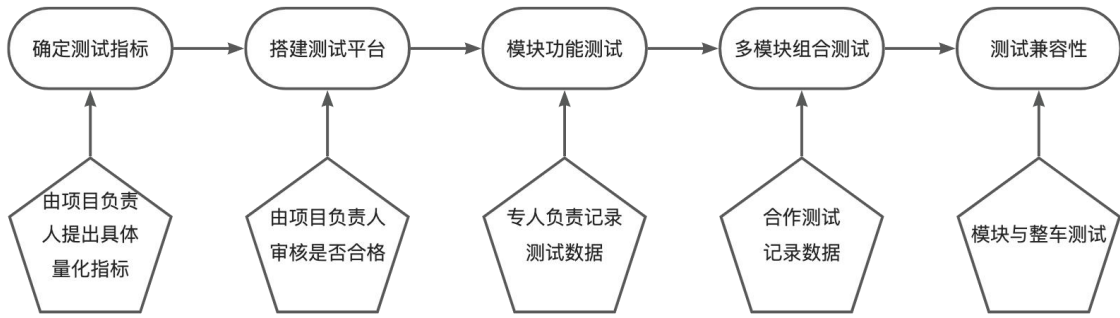 确定测试指标
搭建测试平台
模块功能测试
多模块组合测试
测试兼容性
由项目负责
人提出具体
量化指标
由项目负责人
审核是否合格
专人负责记录
测试数据
合作测试
记录数据
模块与整车测试